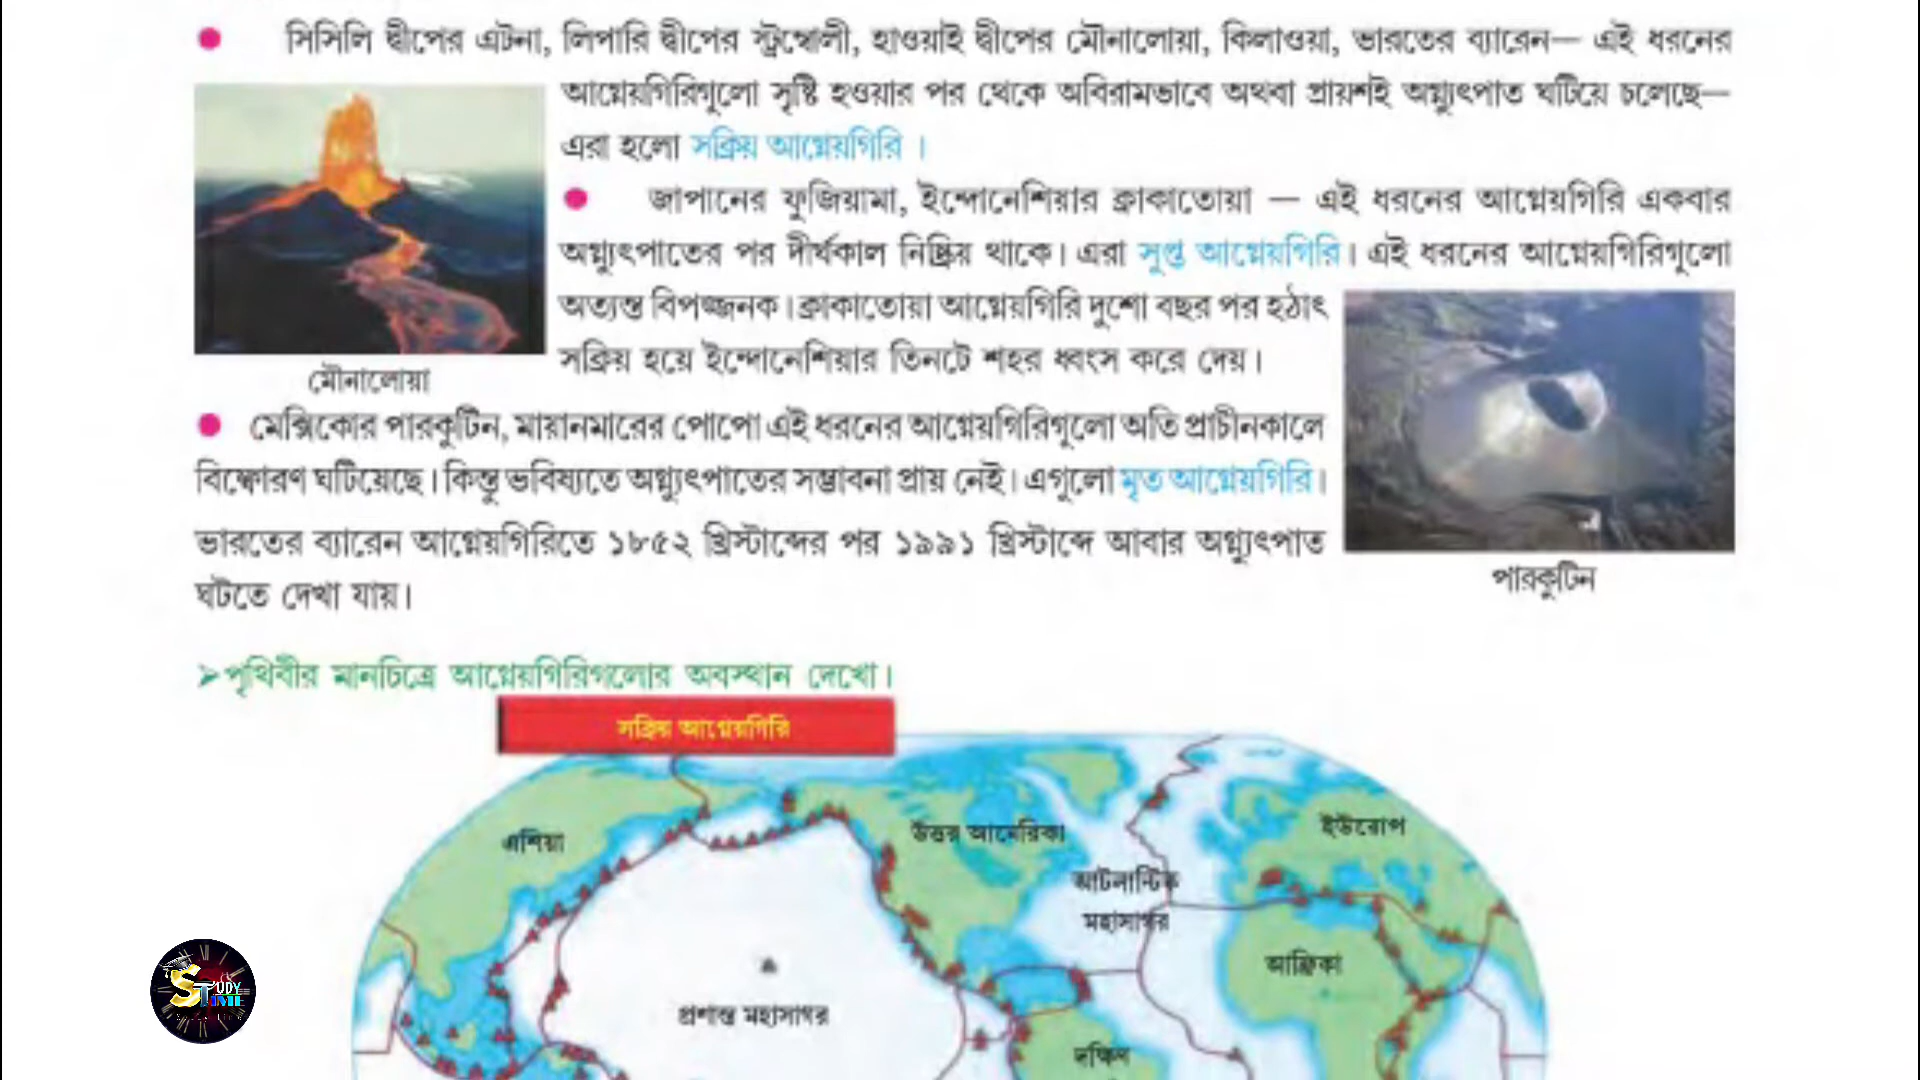 সিসিলি দ্বীপের এটনা, লিপারি দ্বীপের স্ট্রম্বোলী, হাওয়াই দ্বীপের মৌনালোয়া, কিলাওয়া, ভারতের ব্যারেন— এই ধরনের
আগ্নেয়গিরিগুলো সৃষ্টি হওয়ার পর থেকে অবিরামভাবে অথবা প্রায়শই অগ্ন্যুৎপাত ঘটিয়ে চলেছে—
এরা হলো সক্রিয় আগ্নেয়গিরি ।
জাপানের ফুজিয়ামা, ইন্দোনেশিয়ার ক্রাকাতোয়া — এই ধরনের আগ্নেয়গিরি একবার
অগ্ন্যুৎপাতের পর দীর্ঘকাল নিষ্ক্রিয় থাকে। এরা সুপ্ত আগ্নেয়গিরি। এই ধরনের আগ্নেয়গিরিগুলো
অত্যন্ত বিপজ্জনক। ক্রাকাতোয়া আগ্নেয়গিরি দুশো বছর পর হঠাৎ
সক্রিয় হয়ে ইন্দোনেশিয়ার তিনটে শহর ধ্বংস করে দেয়।
মৌনালোয়া
মেক্সিকোর পারকুটিন, মায়ানমারের পোপো এই ধরনের আগ্নেয়গিরিগুলো অতি প্রাচীনকালে
বিস্ফোরণ ঘটিয়েছে। কিন্তু ভবিষ্যতে অগ্ন্যুৎপাতের সম্ভাবনা প্রায় নেই। এগুলো মৃত আগ্নেয়গিরি।
ভারতের ব্যারেন আগ্নেয়গিরিতে ১৮৫২ খ্রিস্টাব্দের পর ১৯৯১ খ্রিস্টাব্দে আবার অগ্ন্যুৎপাত
ঘটতে দেখা যায়।
পারকুটিন
➢পৃথিবীর মানচিত্রে আগ্নেয়গিরিগলোর অবস্থান দেখো।
সক্রিয় আগ্নেয়গিরি
এশিয়া
উত্তর আমেরিকা
ইউরোপ
আটলান্টিক
মহাসাগর
আফ্রিকা
প্রশান্ত মহাসাগর
দক্ষিণ
STUDY
TIME